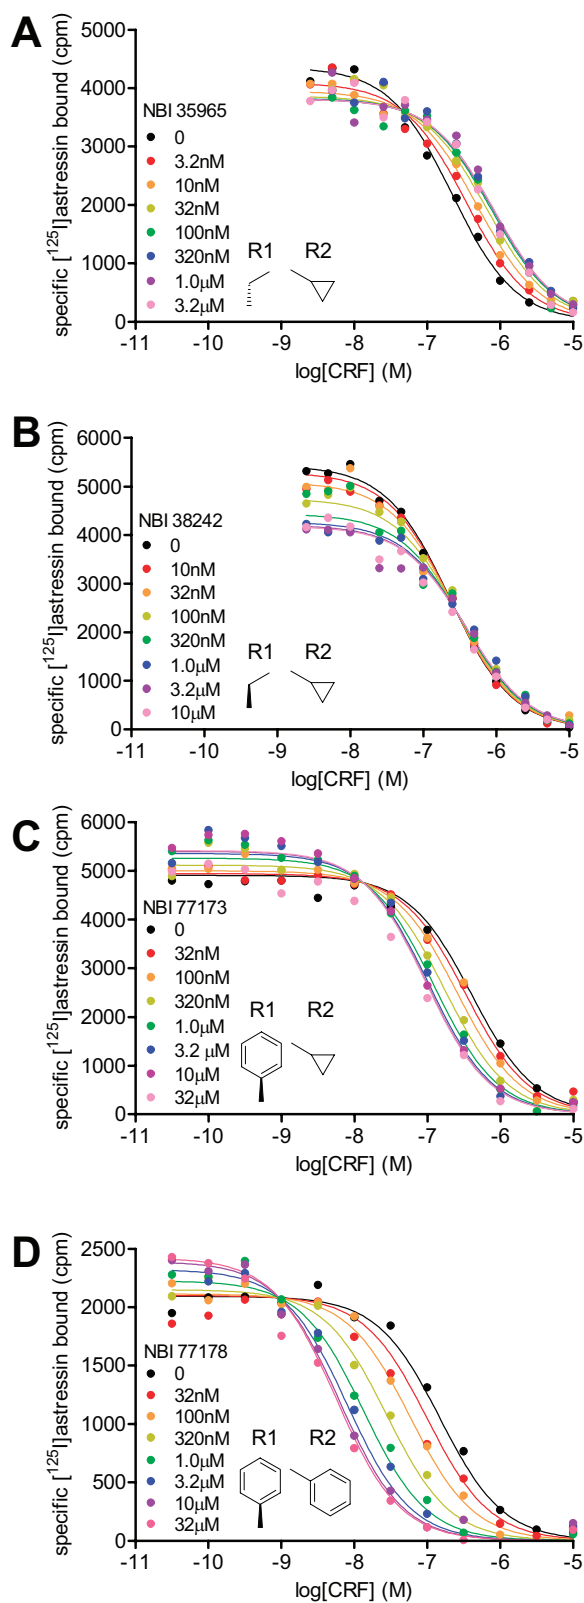 A
specific [¹²⁵I]astressin bound (cpm)
5000
4000
3000
2000
1000
0
NBI 35965
0
3.2nM
10nM
32nM
100nM
320nM
1.0µM
3.2µM
R1 R2
-11 -10 -9 -8 -7 -6 -5
log[CRF] (M)
B
specific [¹²⁵I]astressin bound (cpm)
6000
5000
4000
3000
2000
1000
0
NBI 38242
0
10nM
32nM
100nM
320nM
1.0µM
3.2µM
10µM
R1 R2
-11 -10 -9 -8 -7 -6 -5
log[CRF] (M)
C
specific [¹²⁵I]astressin bound (cpm)
6000
5000
4000
3000
2000
1000
0
NBI 77173
0
32nM
100nM
320nM
1.0µM
3.2 µM
10µM
32µM
R1 R2
-11 -10 -9 -8 -7 -6 -5
log[CRF] (M)
D
specific [¹²⁵I]astressin bound (cpm)
2500
2000
1500
1000
500
0
NBI 77178
0
32nM
100nM
320nM
1.0µM
3.2µM
10µM
32µM
R1 R2
-11 -10 -9 -8 -7 -6 -5
log[CRF] (M)